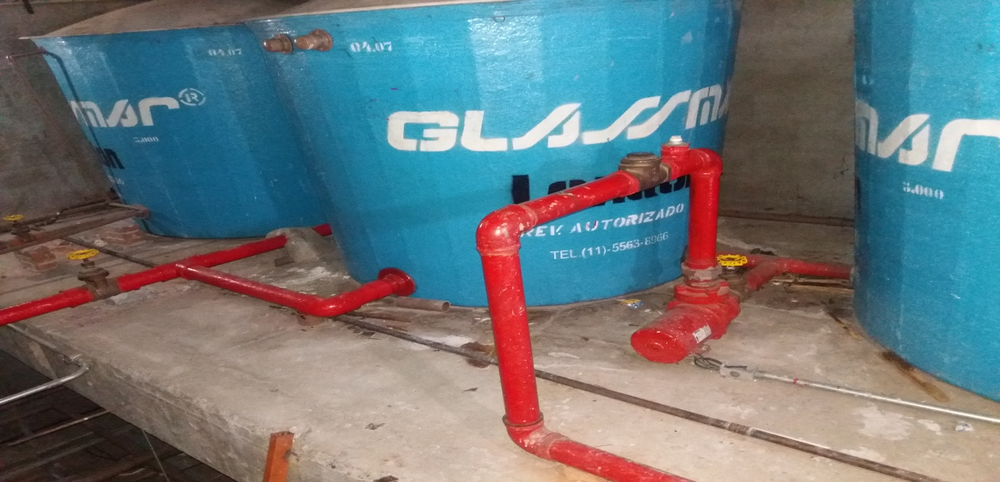 04.07
mar
5.000
04.07
GLASSMA
REV. AUTORIZADO
TEL.(11)-5563-8966
mar
5.000